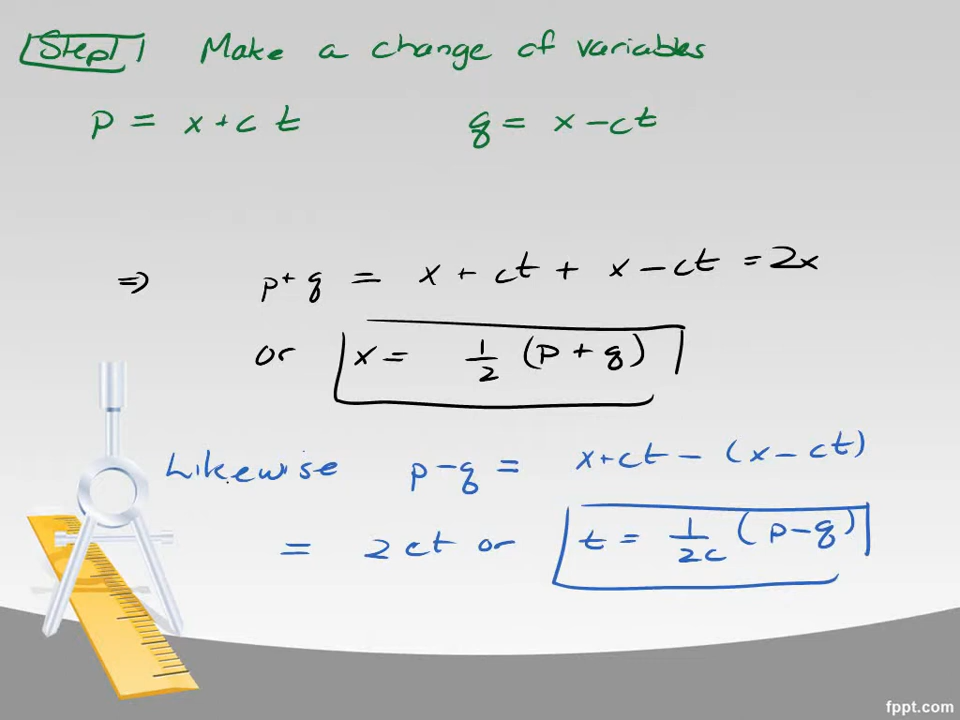 Step 1 Make a change of variables
p = x + c t q = x - ct
⇒ p+q = x + ct + x - ct = 2x
or x = 1/2 (p + q)
Likewise p - q = x+ct - (x - ct)
= 2 ct or t = 1/2c (p - q)
fppt.com